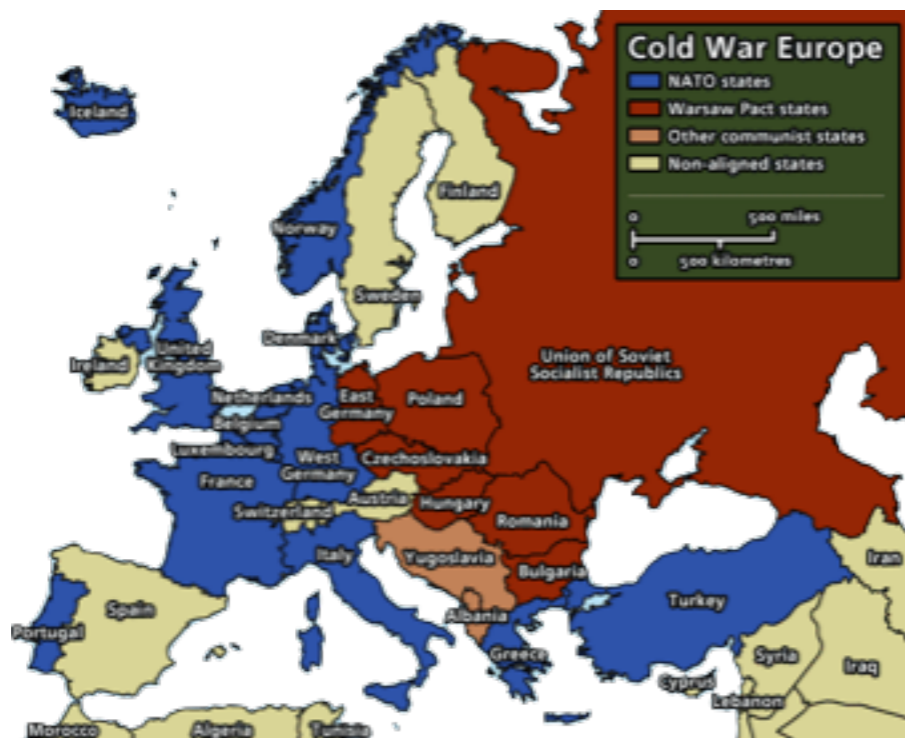 Cold War Europe
NATO states
Warsaw Pact states
Other communist states
Non-aligned states
0
500 miles
0
500 kilometres
Iceland
Finland
Norway
Sweden
Denmark
United
Kingdom
Ireland
Union of Soviet
Socialist Republics
Netherlands
East
Germany
Poland
Belgium
Luxembourg
West
Germany
Czechoslovakia
France
Austria
Hungary
Switzerland
Romania
Italy
Yugoslavia
Bulgaria
Iran
Spain
Turkey
Albania
Portugal
Greece
Syria
Iraq
Cyprus
Lebanon
Morocco
Algeria
Tunisia